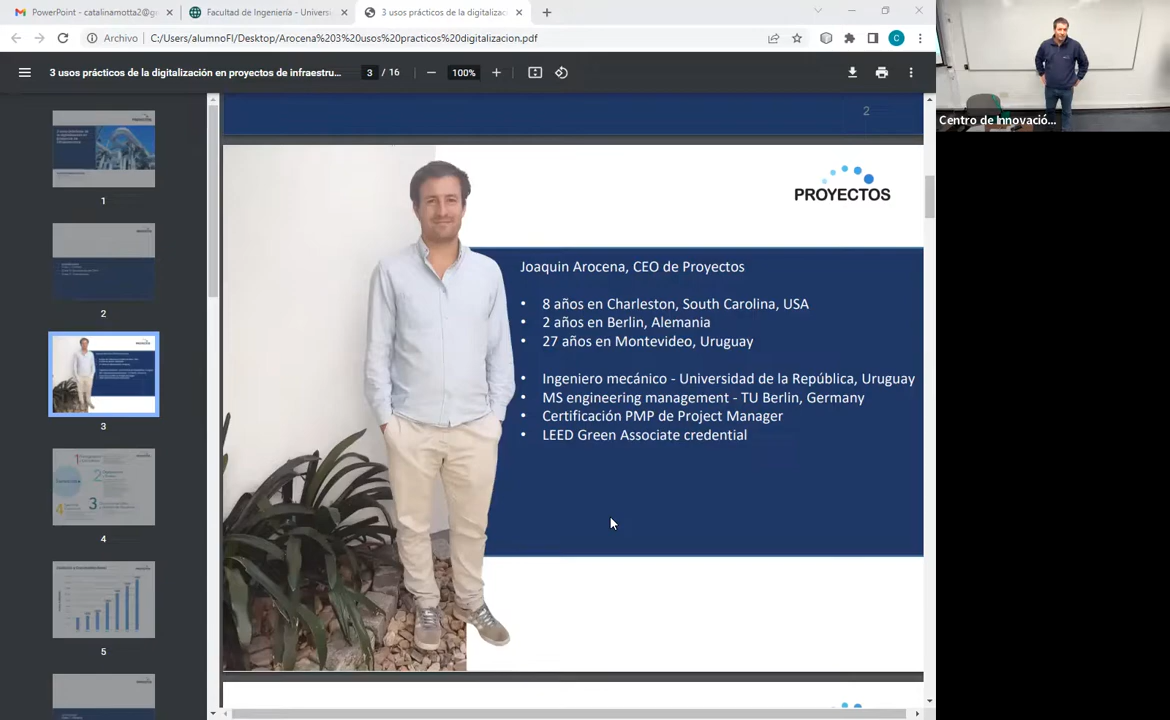 PowerPoint - catalinamotta2@g
Facultad de Ingeniería - Universi
3 usos prácticos de la digitalizac
Archivo
C:/Users/alumnoFI/Desktop/Arocena%203%20usos%20practicos%20digitalizacion.pdf
C
3 usos prácticos de la digitalización en proyectos de infraestru...
3 / 16
100%
Centro de Innovació...
2
PROYECTOS
Joaquin Arocena, CEO de Proyectos
• 8 años en Charleston, South Carolina, USA
• 2 años en Berlin, Alemania
• 27 años en Montevideo, Uruguay
• Ingeniero mecánico - Universidad de la República, Uruguay
• MS engineering management - TU Berlin, Germany
• Certificación PMP de Project Manager
• LEED Green Associate credential
1
2
3
4
5